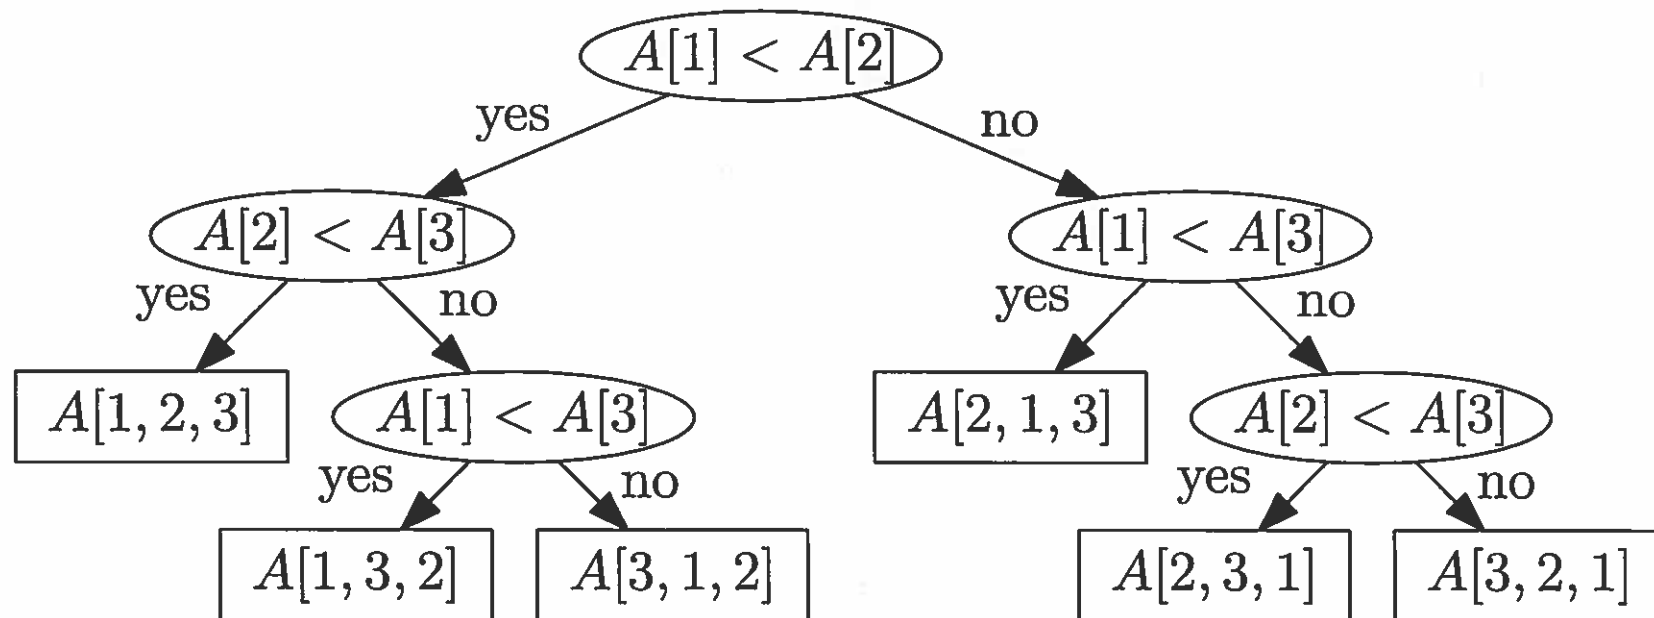 A[1] < A[2]
yes
no
A[2] < A[3]
A[1] < A[3]
yes
no
yes
no
A[1, 2, 3]
A[1] < A[3]
A[2, 1, 3]
A[2] < A[3]
yes
no
yes
no
A[1, 3, 2]
A[3, 1, 2]
A[2, 3, 1]
A[3, 2, 1]